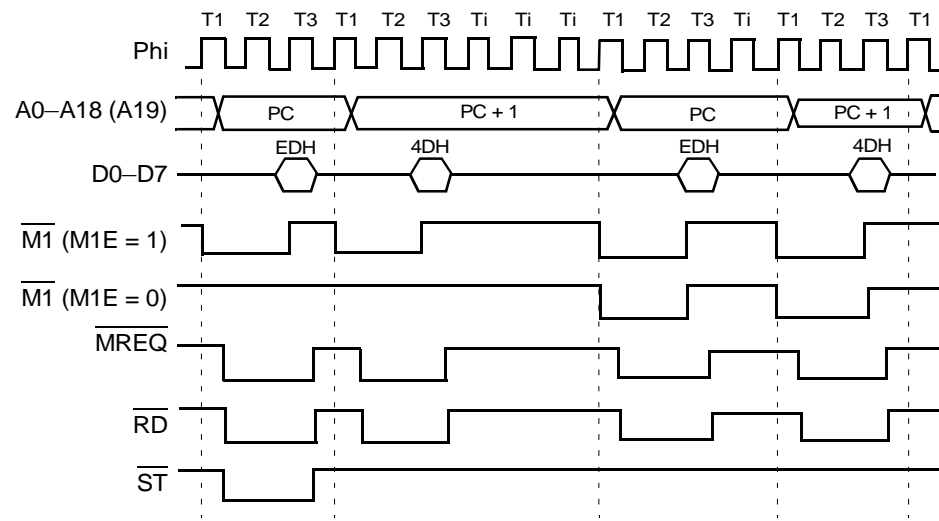 T1 T2 T3 T1 T2 T3 Ti Ti Ti T1 T2 T3 Ti T1 T2 T3 T1
Phi
A0–A18 (A19) PC PC + 1 PC PC + 1
EDH 4DH EDH 4DH
D0–D7
M1 (M1E = 1)
M1 (M1E = 0)
MREQ
RD
ST